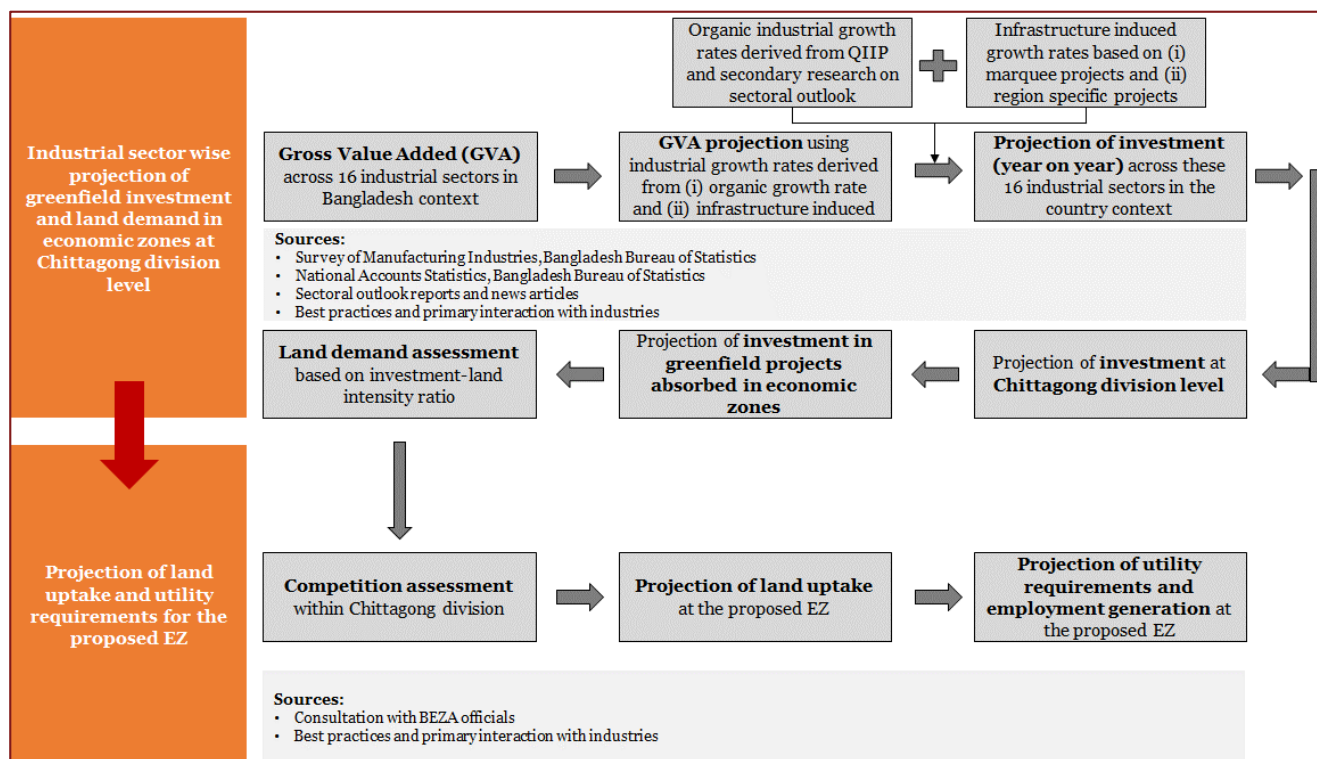 Organic industrial growth
rates derived from QIIP
and secondary research on
sectoral outlook
Infrastructure induced
growth rates based on (i)
marquee projects and (ii)
region specific projects
Industrial sector wise
projection of
greenfield investment
and land demand in
economic zones at
Chittagong division
level
Gross Value Added (GVA)
across 16 industrial sectors in
Bangladesh context
GVA projection using
industrial growth rates derived
from (i) organic growth rate
and (ii) infrastructure induced
Projection of investment
(year on year) across these
16 industrial sectors in the
country context
Sources:
• Survey of Manufacturing Industries, Bangladesh Bureau of Statistics
• National Accounts Statistics, Bangladesh Bureau of Statistics
• Sectoral outlook reports and news articles
• Best practices and primary interaction with industries
Land demand assessment
based on investment-land
intensity ratio
Projection of investment in
greenfield projects
absorbed in economic
zones
Projection of investment at
Chittagong division level
Projection of land
uptake and utility
requirements for the
proposed EZ
Competition assessment
within Chittagong division
Projection of land uptake
at the proposed EZ
Projection of utility
requirements and
employment generation at
the proposed EZ
Sources:
• Consultation with BEZA officials
• Best practices and primary interaction with industries